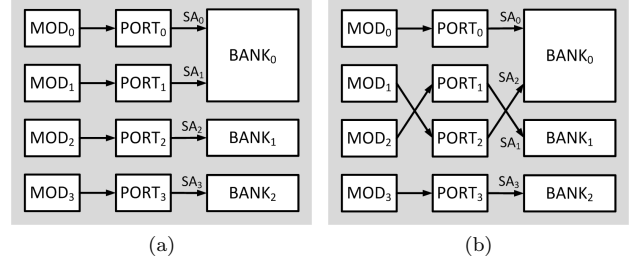 MOD₀ PORT₀ SA₀ BANK₀
MOD₁ PORT₁ SA₁
MOD₂ PORT₂ SA₂ BANK₁
MOD₃ PORT₃ SA₃ BANK₂
(a)
MOD₀ PORT₀ SA₀ BANK₀
MOD₁ PORT₁ SA₂
MOD₂ PORT₂ SA₁ BANK₁
MOD₃ PORT₃ SA₃ BANK₂
(b)